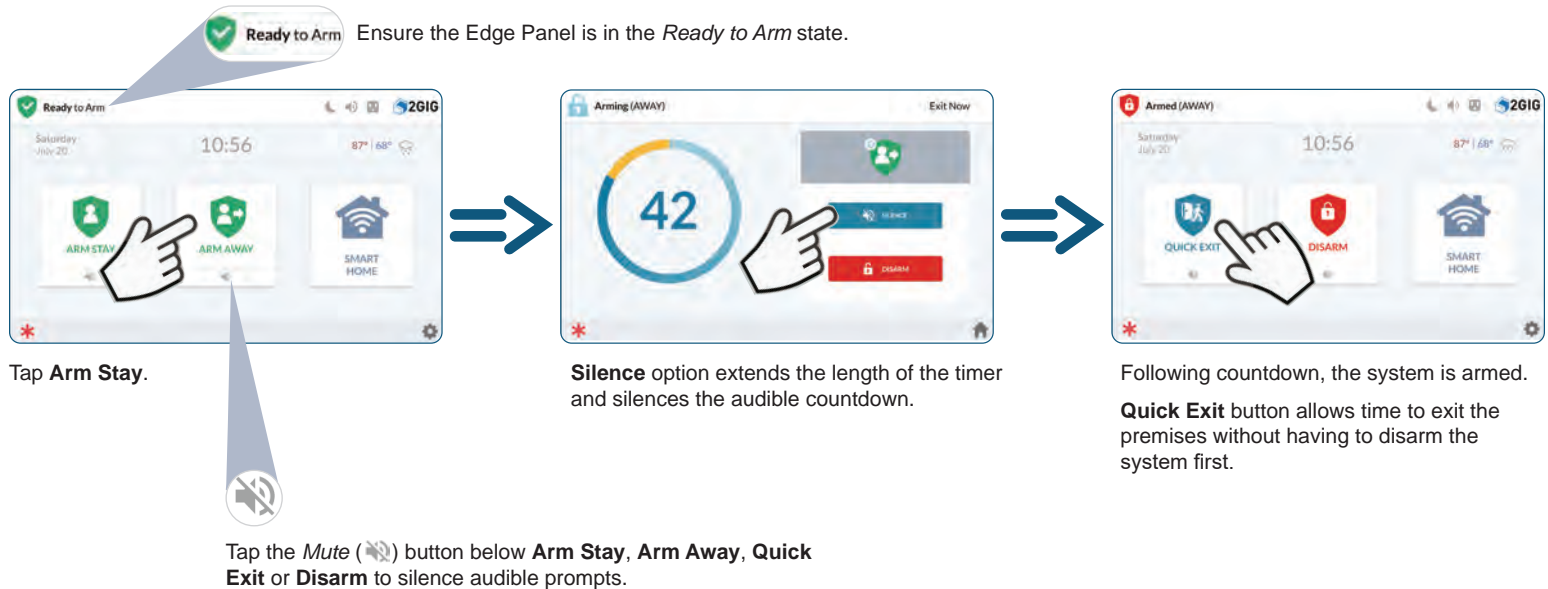 Ready to Arm
Ensure the Edge Panel is in the Ready to Arm state.
Ready to Arm
2GIG
Saturday
July 20
10:56
87° | 68°
ARM STAY
ARM AWAY
SMART
HOME
Tap Arm Stay.
Arming (AWAY)
Exit Now
42
SILENCE
DISARM
Silence option extends the length of the timer
and silences the audible countdown.
Armed (AWAY)
2GIG
Saturday
July 20
10:56
87° | 68°
QUICK EXIT
DISARM
SMART
HOME
Following countdown, the system is armed.
Quick Exit button allows time to exit the
premises without having to disarm the
system first.
Tap the Mute ( ) button below Arm Stay, Arm Away, Quick
Exit or Disarm to silence audible prompts.